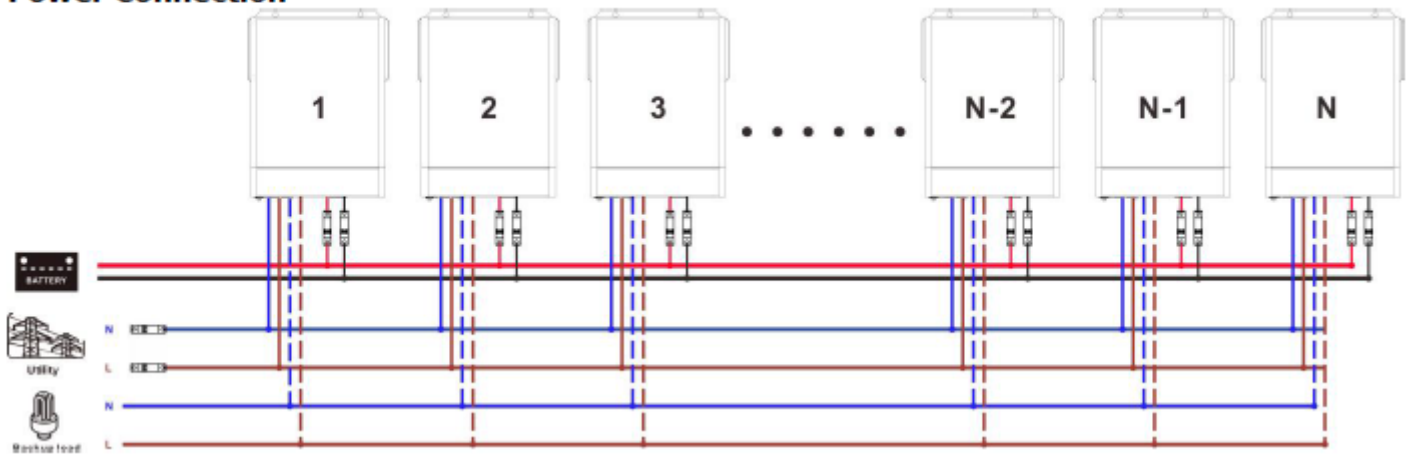 Power Connection
1 2 3 N-2 N-1 N
BATTERY
N
Utility
L
N
Backup load
L